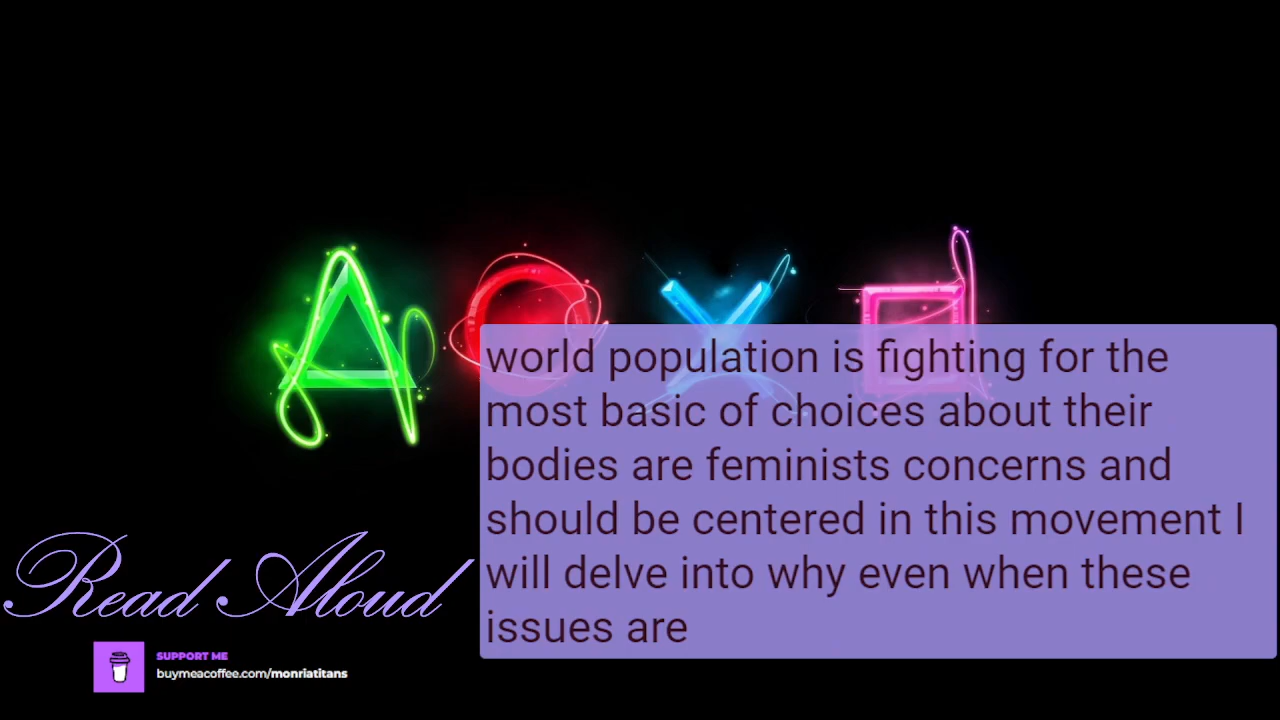 world population is fighting for the
most basic of choices about their
bodies are feminists concerns and
should be centered in this movement I
will delve into why even when these
issues are
Read Aloud
SUPPORT ME
buymeacoffee.com/monriatitans